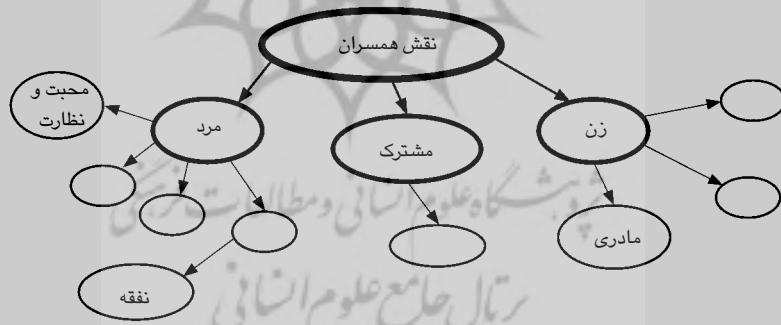 نقش همسران
زن
مشترک
مرد
محبت و
نظارت
مادری
نفقه
پژوهشگاه علوم انسانی و مطالعات فرهنگی
پرتال جامع علوم انسانی